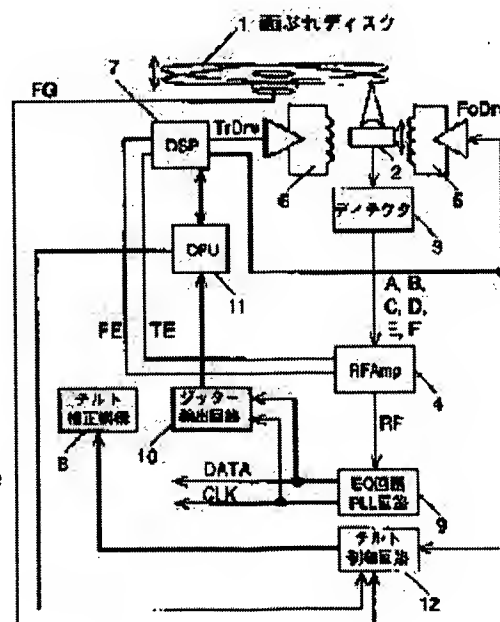 1 面ぶれディスク
7
FG
DSP
TrDrv
FoDrv
2
6
5
ディテクタ
3
CPU
11
A, B,
C, D,
E, F
FE TE
RFAmp
4
RF
チルト
補正機構
8
ジッター
検出回路
10
DATA
CLK
EQ回路
PLL回路
9
チルト
制御回路
12